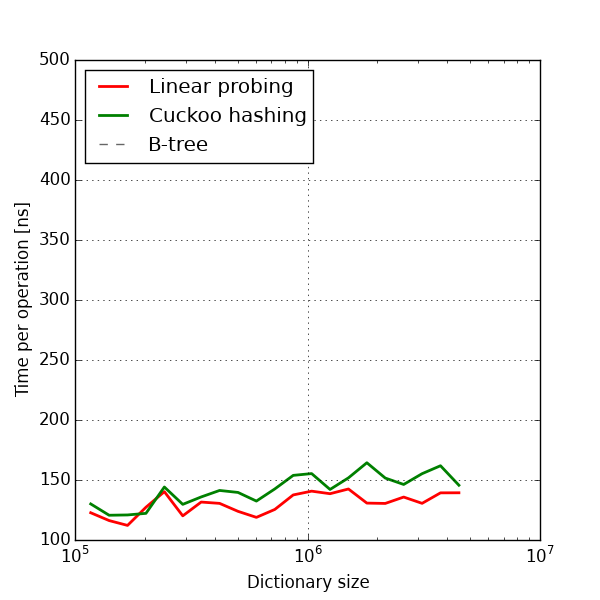 500
450
400
350
300
250
200
150
100
10^5
10^6
10^7
Time per operation [ns]
Dictionary size
Linear probing
Cuckoo hashing
B-tree